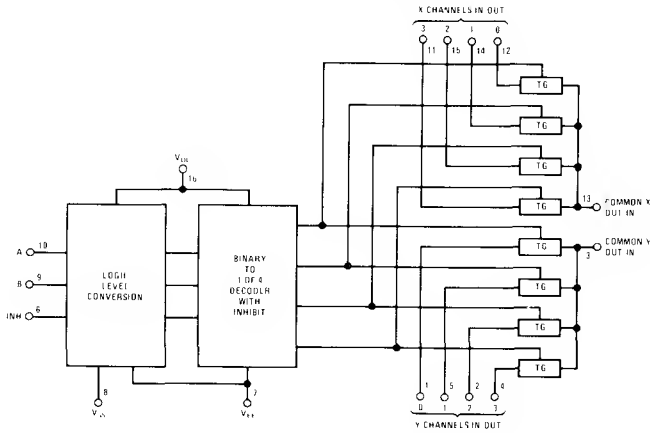 X CHANNELS IN OUT
3 2 1 0
11 15 14 12
TG
TG
TG
TG
13
COMMON X
OUT IN
TG
3
COMMON Y
OUT IN
TG
TG
TG
16
A 10
B 9
INH 6
LEVEL
CONVERSION
BINARY
TO
1 OF 4
WITH
INHIBIT
8
7
1 5 2 4
0 1 2 3
Y CHANNELS IN OUT